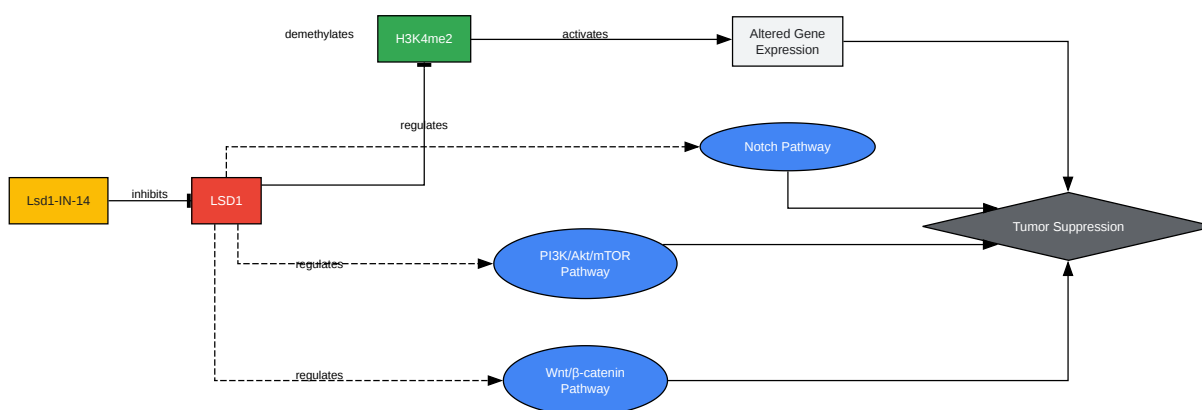 demethylates
H3K4me2
activates
Altered Gene
Expression
regulates
Notch Pathway
Lsd1-IN-14
inhibits
LSD1
Tumor Suppression
regulates
PI3K/Akt/mTOR
Pathway
regulates
Wnt/β-catenin
Pathway